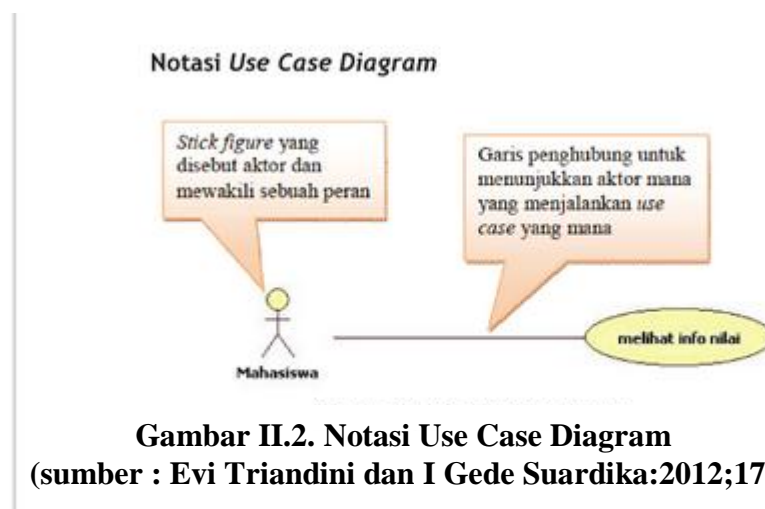 Notasi Use Case Diagram
Stick figure yang
disebut aktor dan
mewakili sebuah peran
Garis penghubung untuk
menunjukkan aktor mana
yang menjalankan use
case yang mana
melihat info nilai
Mahasiswa
Gambar II.2. Notasi Use Case Diagram
(sumber : Evi Triandini dan I Gede Suardika:2012;17